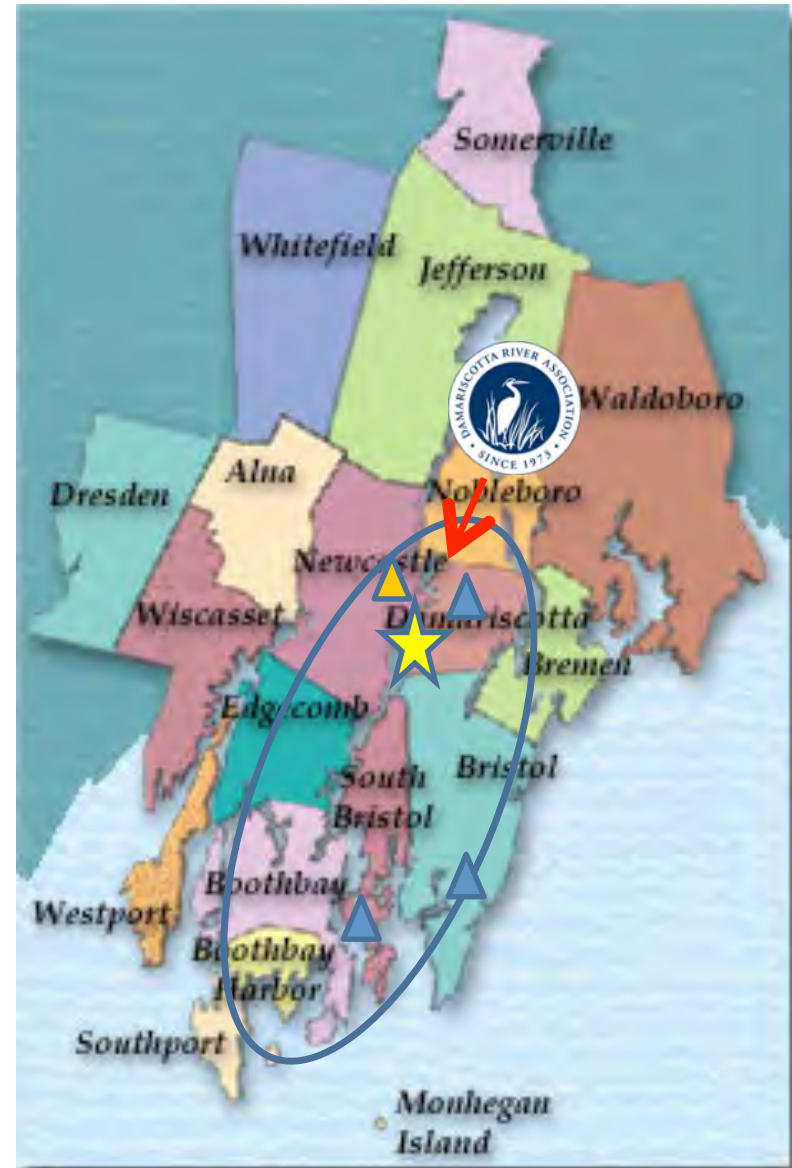 Somerville
Whitefield
Jefferson
DAMARISCOTTA RIVER ASSOCIATION
• SINCE 1973 •
Waldoboro
Alna
Dresden
Nobleboro
Newcastle
Wiscasset
Damariscotta
Bremen
Edgecomb
South
Bristol
Bristol
Boothbay
Westport
Boothbay
Harbor
Southport
Monhegan
Island